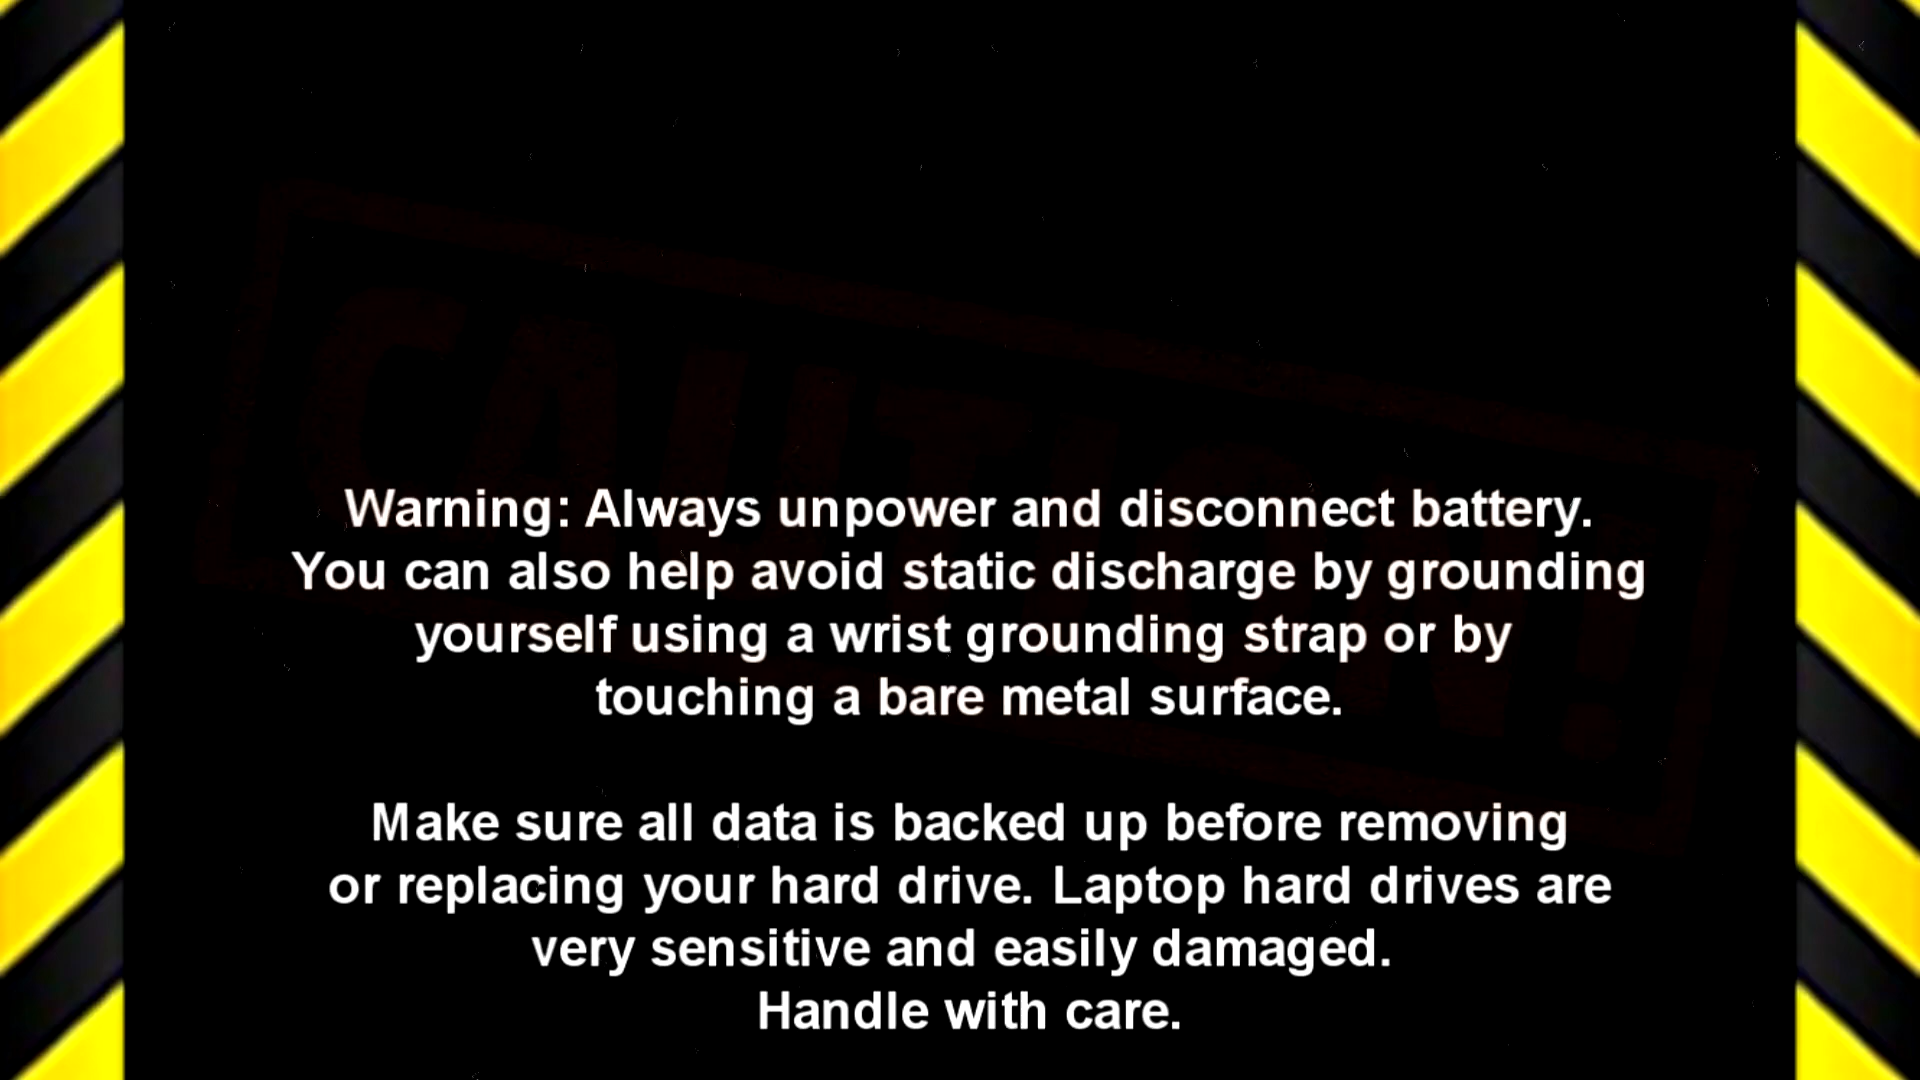 CAUTION!
Warning: Always unpower and disconnect battery.
You can also help avoid static discharge by grounding
yourself using a wrist grounding strap or by
touching a bare metal surface.
Make sure all data is backed up before removing
or replacing your hard drive. Laptop hard drives are
very sensitive and easily damaged.
Handle with care.